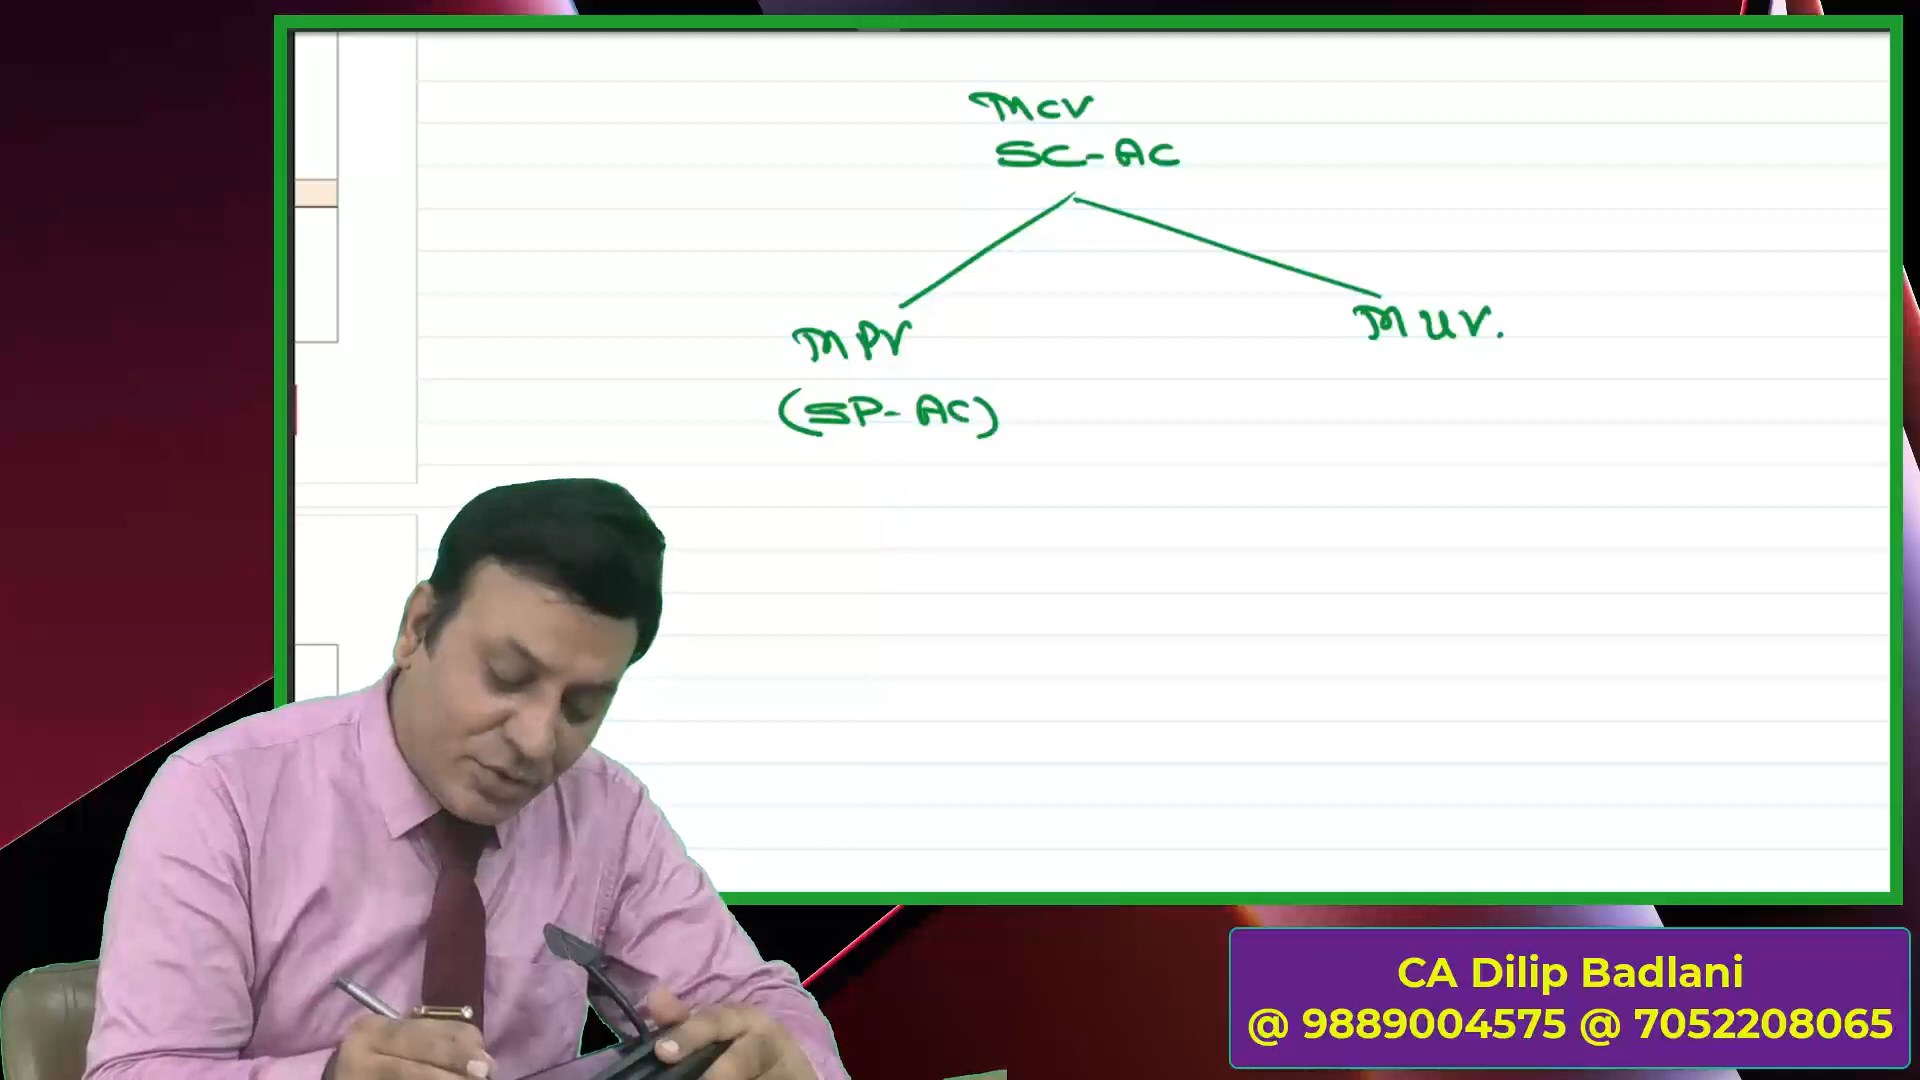 MCV
SC-AC
MPV
MUV.
(SP-AC)
CA Dilip Badlani
@ 9889004575 @ 7052208065